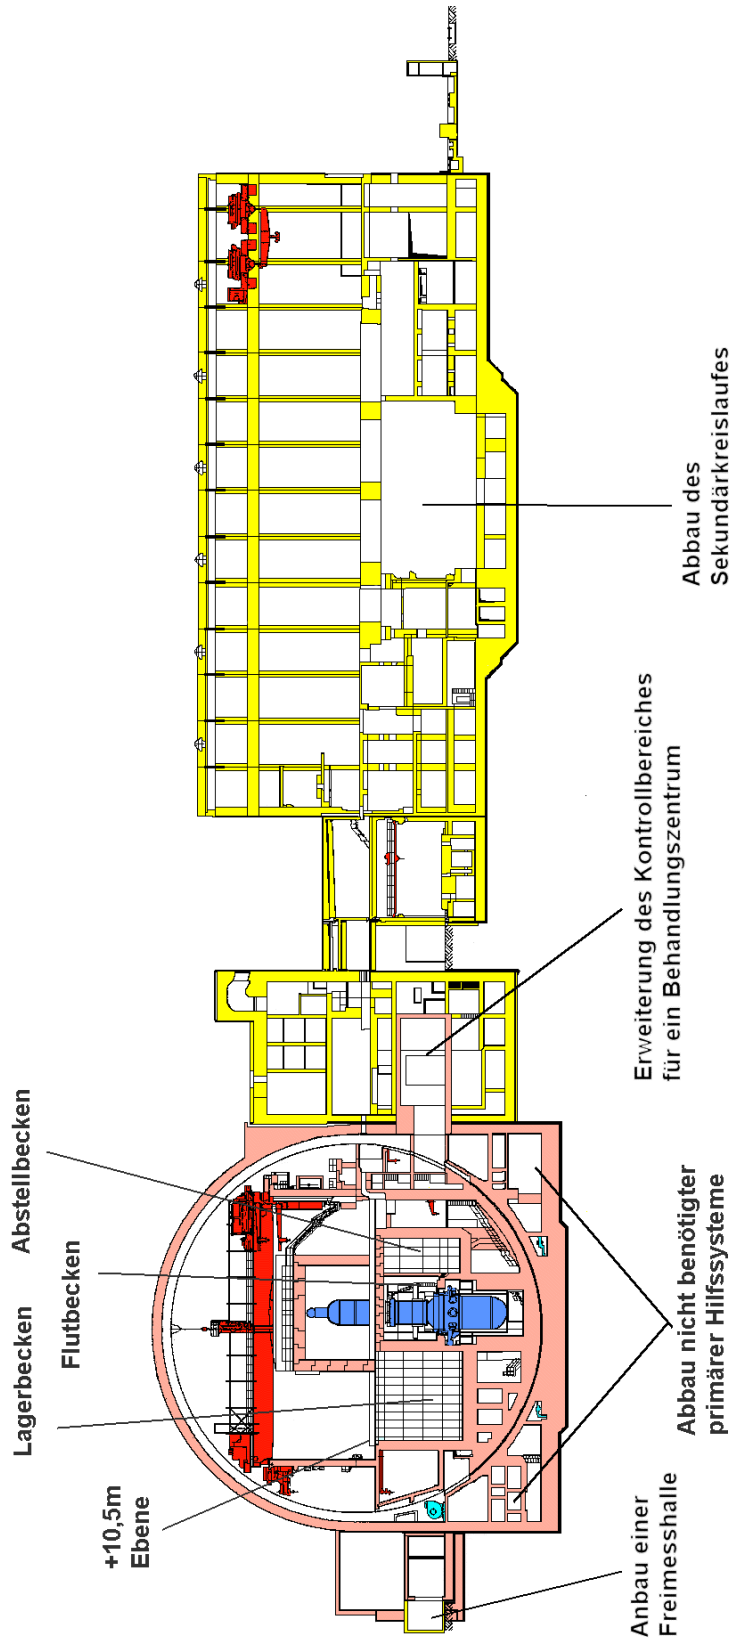 Lagerbecken
Abstellbecken
Flutbecken
+10,5m
Ebene
Anbau einer
Freimesshalle
Abbau nicht benötigter
primärer Hilfssysteme
Erweiterung des Kontrollbereiches
für ein Behandlungszentrum
Abbau des
Sekundärkreislaufes